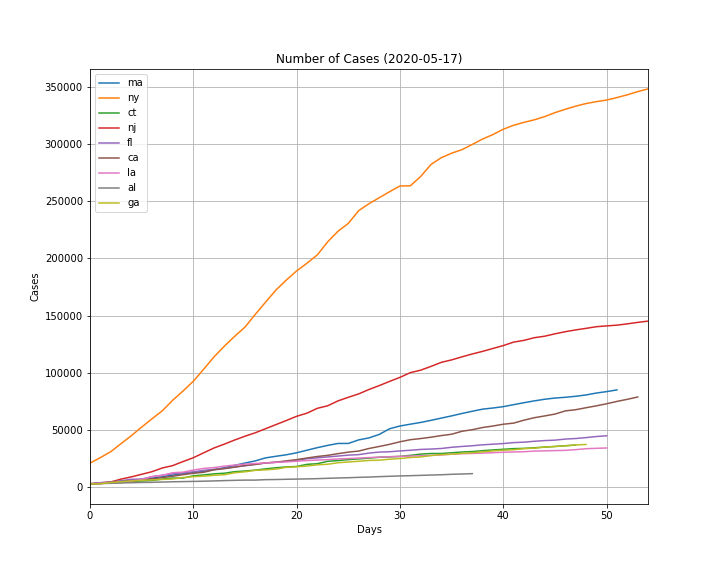 Number of Cases (2020-05-17)
350000
300000
250000
200000
150000
100000
50000
0
Cases
ma
ny
ct
nj
fl
ca
la
al
ga
0 10 20 30 40 50
Days